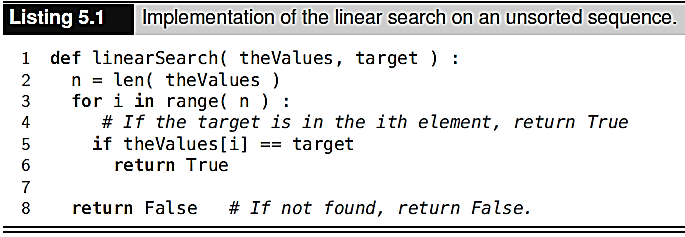 Listing 5.1 Implementation of the linear search on an unsorted sequence.
1 def linearSearch( theValues, target ) :
2   n = len( theValues )
3   for i in range( n ) :
4      # If the target is in the ith element, return True
5     if theValues[i] == target
6       return True
7
8   return False   # If not found, return False.